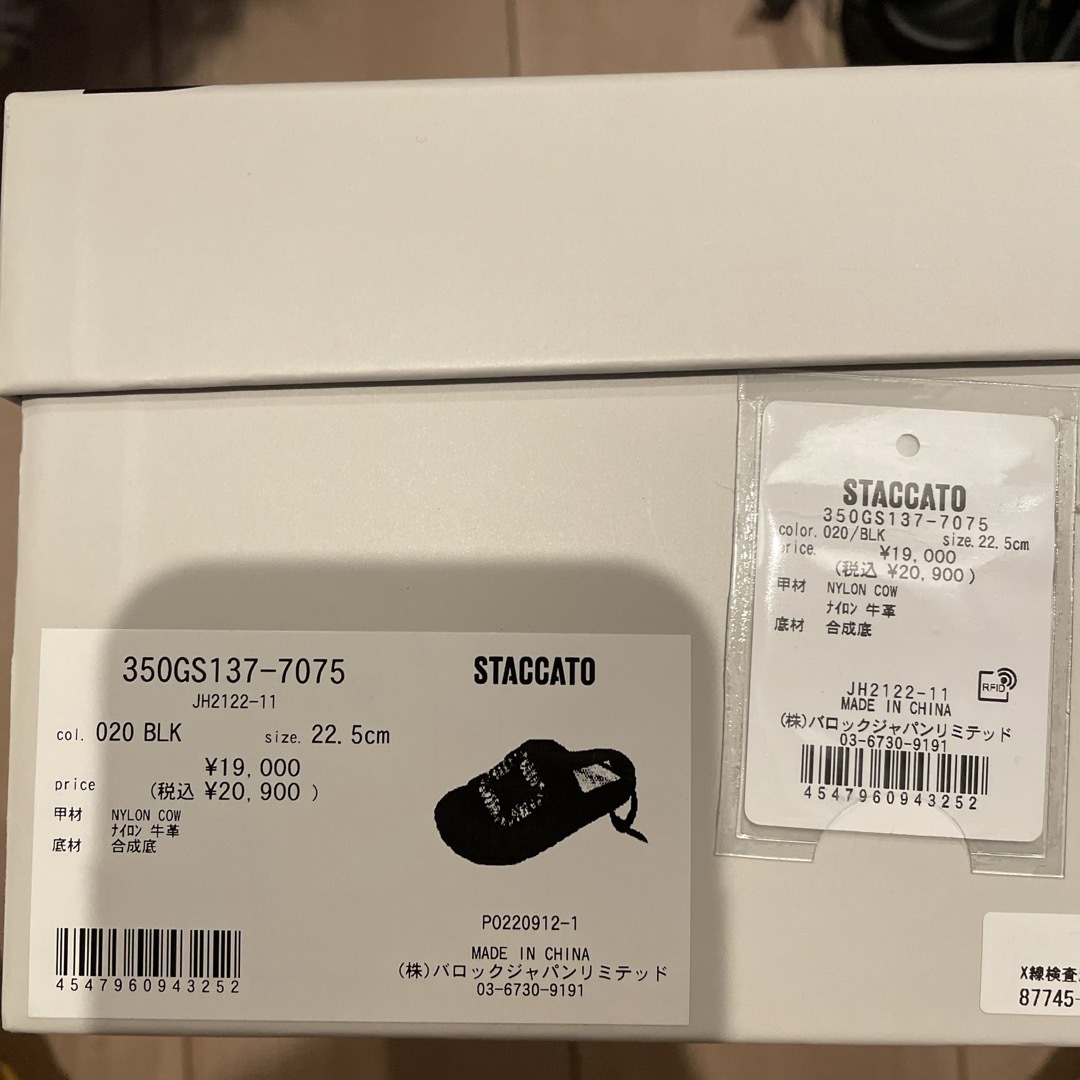 350GS137-7075
JH2122-11
STACCATO
col. 020 BLK size. 22.5cm
¥19,000
price (税込 ¥20,900 )
甲材 NYLON COW
ﾅｲﾛﾝ 牛革
底材 合成底
4547960943252
PO220912-1
MADE IN CHINA
(株)バロックジャパンリミテッド
03-6730-9191
STACCATO
350GS137-7075
color. 020/BLK size. 22.5cm
price. ¥19,000
(税込 ¥20,900)
甲材 NYLON COW
ﾅｲﾛﾝ 牛革
底材 合成底
JH2122-11
RFID
MADE IN CHINA
(株)バロックジャパンリミテッド
03-6730-9191
4547960943252
X線検査
87745-